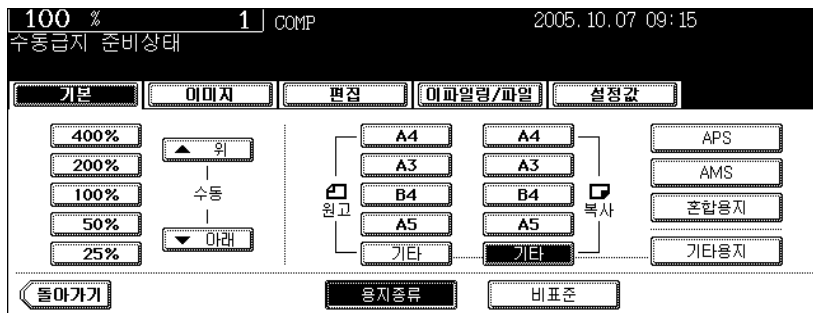 100 % 1 COMP 2005.10.07 09:15
수동급지 준비상태
기본 이미지 편집 이파일링/파일 설정값
400% ▲ 위 A4 A4 APS
200% A3 A3 AMS
100% 수동 원고 B4 B4 복사 혼합용지
50% ▼ 아래 A5 A5
25% 기타 기타 기타용지
돌아가기 용지종류 비표준